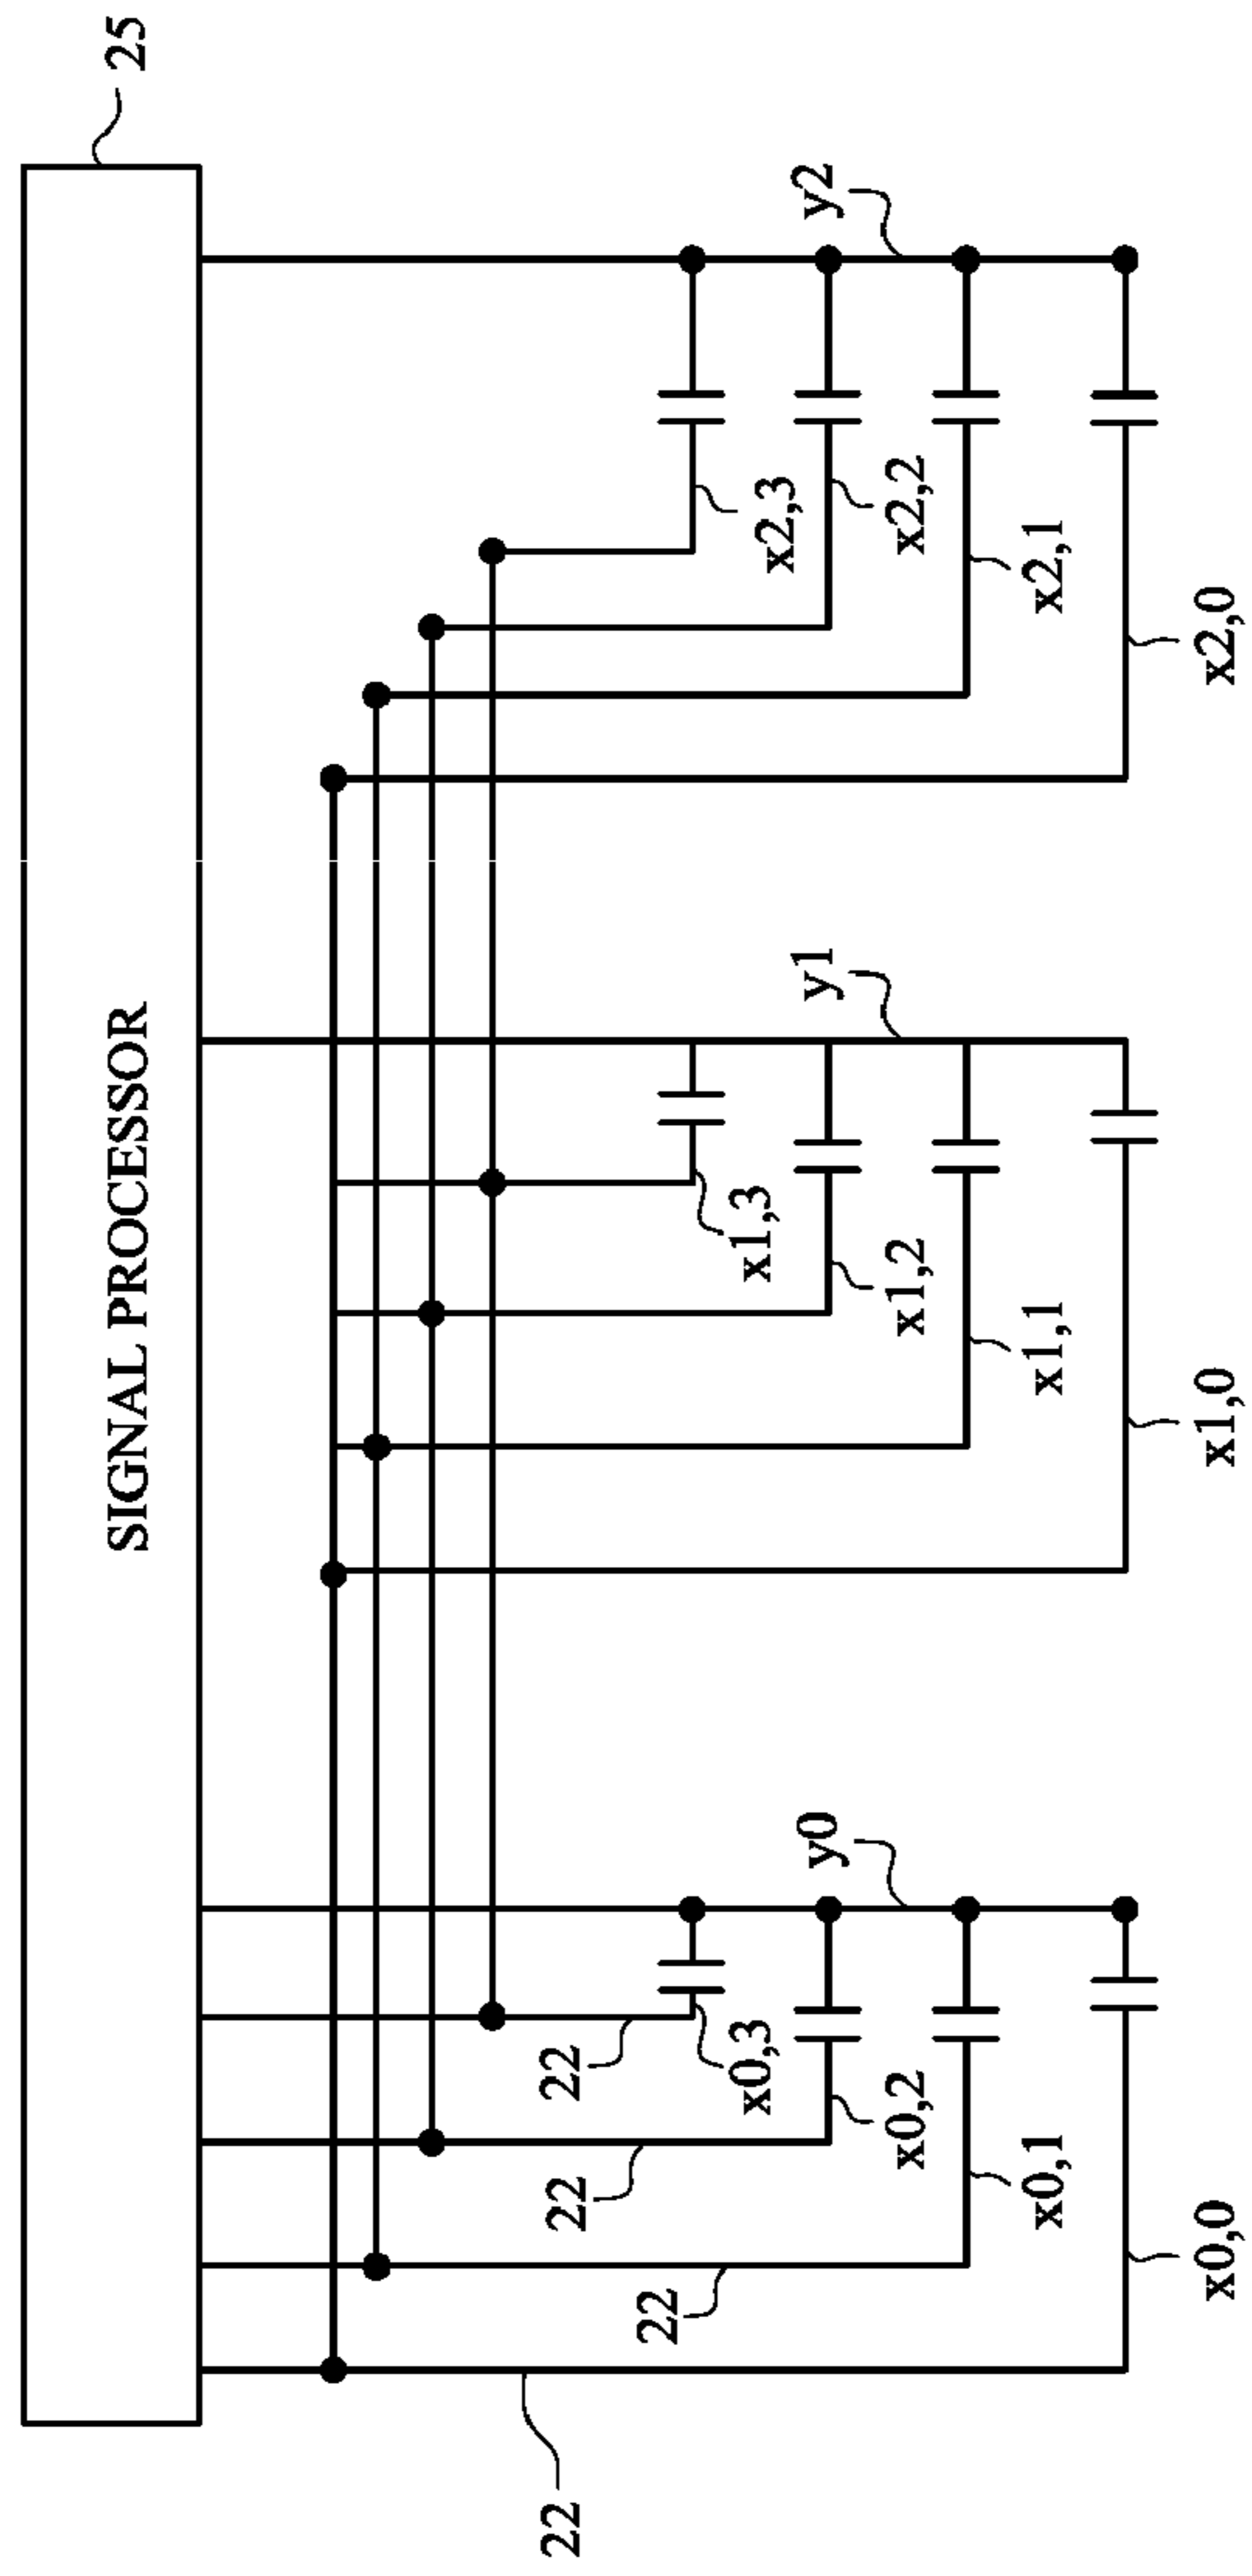 25
SIGNAL PROCESSOR
y0
y1
y2
22
22
22
22
x0,3
x1,3
x2,3
x0,2
x1,2
x2,2
x0,1
x1,1
x2,1
x0,0
x1,0
x2,0